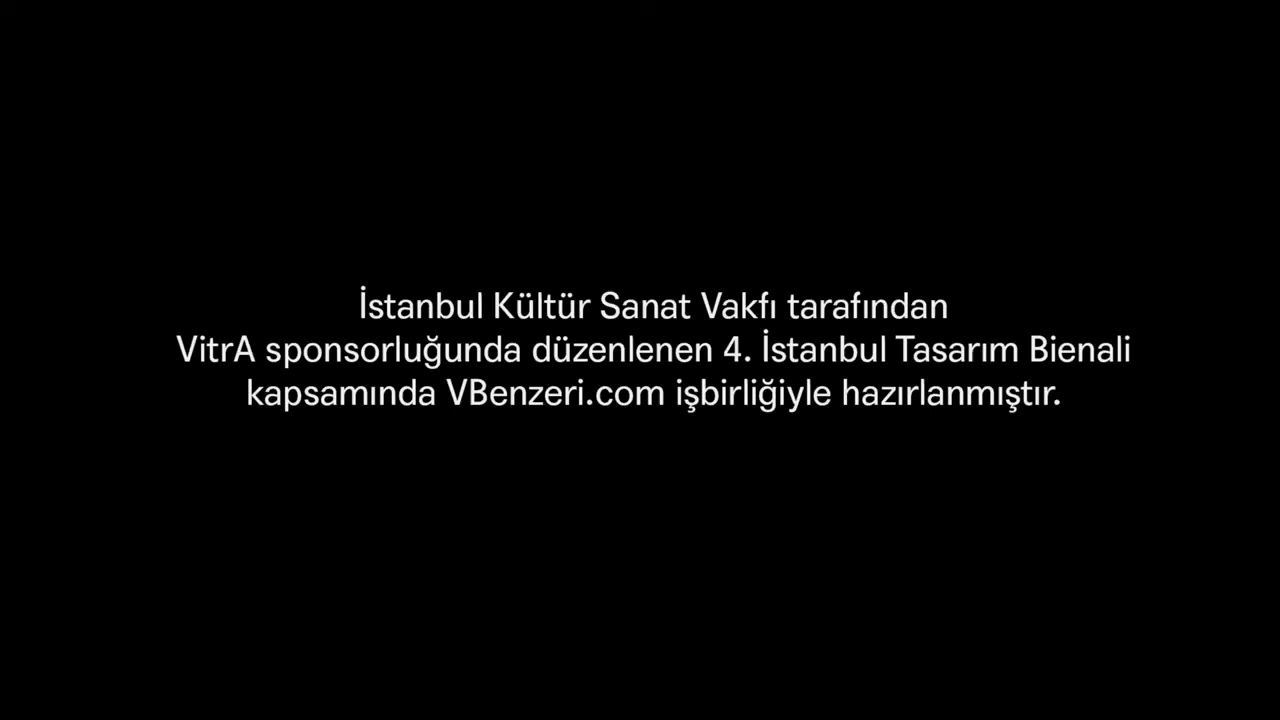 İstanbul Kültür Sanat Vakfı tarafından
VitrA sponsorluğunda düzenlenen 4. İstanbul Tasarım Bienali
kapsamında VBenzeri.com işbirliğiyle hazırlanmıştır.